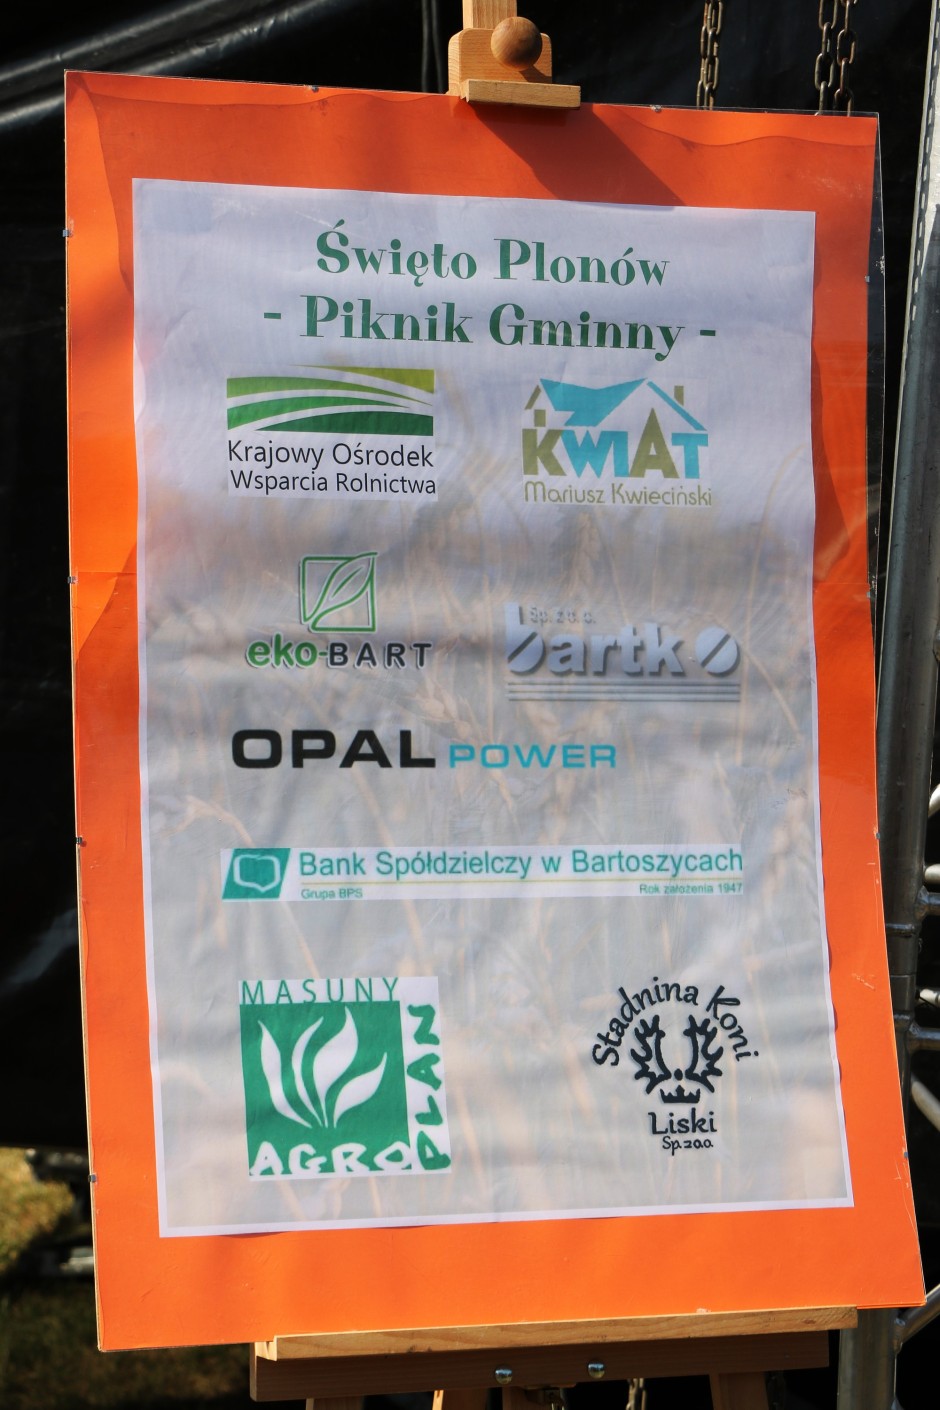 Święto Plonów
- Piknik Gminny -
Krajowy Ośrodek
Wsparcia Rolnictwa
KWIAT
Mariusz Kwieciński
eko-BART
Sp. z o.o.
bartko
OPAL POWER
Bank Spółdzielczy w Bartoszycach
Grupa BPS Rok założenia 1947
MASUNY
AGROPLAN
Stadnina Koni
Liski
Sp. z o.o.